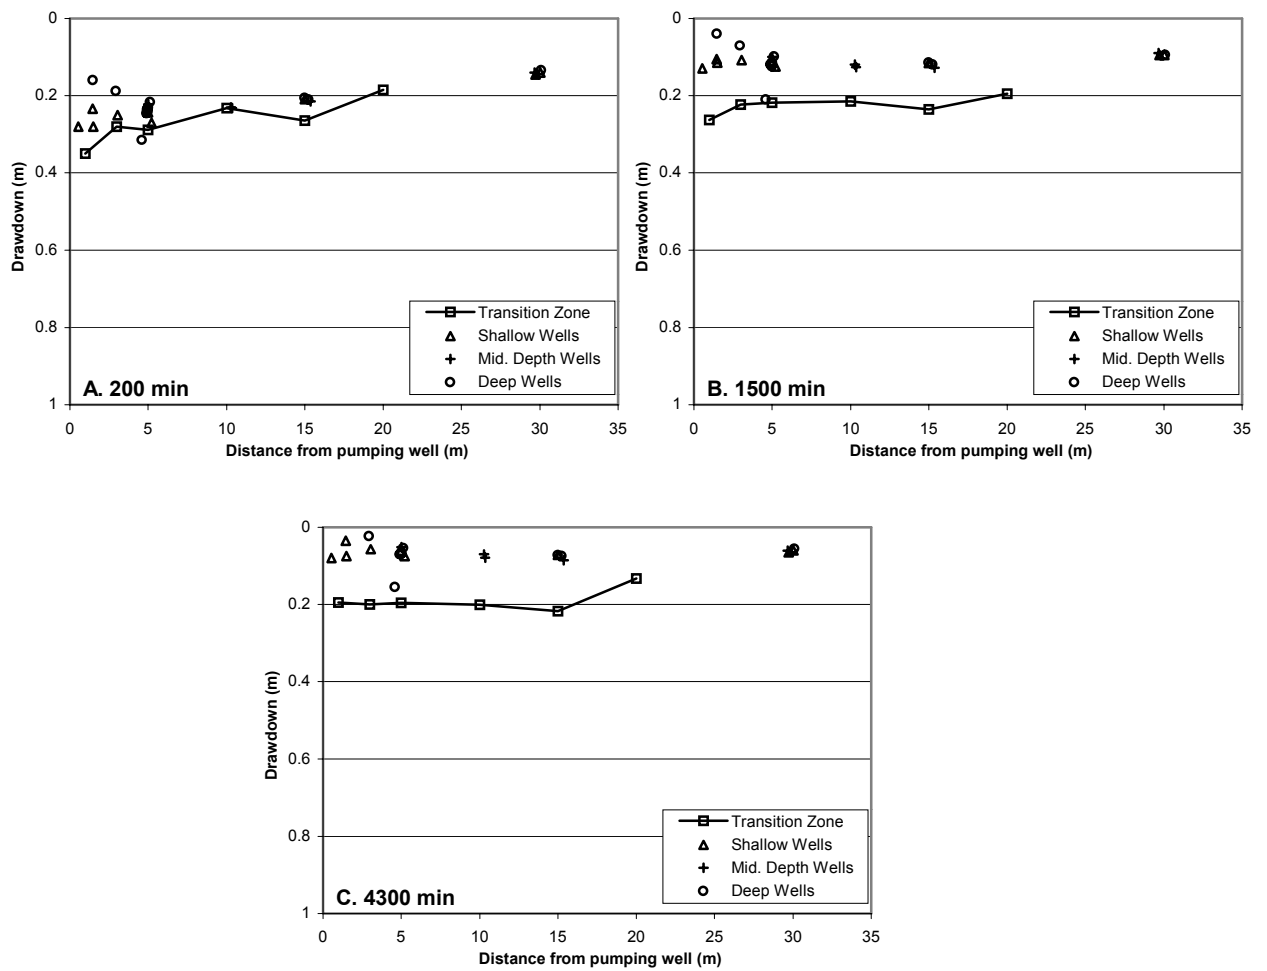 0
0.2
0.4
0.6
0.8
1
0 5 10 15 20 25 30 35
Drawdown (m)
Distance from pumping well (m)
Transition Zone
Shallow Wells
Mid. Depth Wells
Deep Wells
A. 200 min
0
0.2
0.4
0.6
0.8
1
0 5 10 15 20 25 30 35
Drawdown (m)
Distance from pumping well (m)
Transition Zone
Shallow Wells
Mid. Depth Wells
Deep Wells
B. 1500 min
0
0.2
0.4
0.6
0.8
1
0 5 10 15 20 25 30 35
Drawdown (m)
Distance from pumping well (m)
Transition Zone
Shallow Wells
Mid. Depth Wells
Deep Wells
C. 4300 min